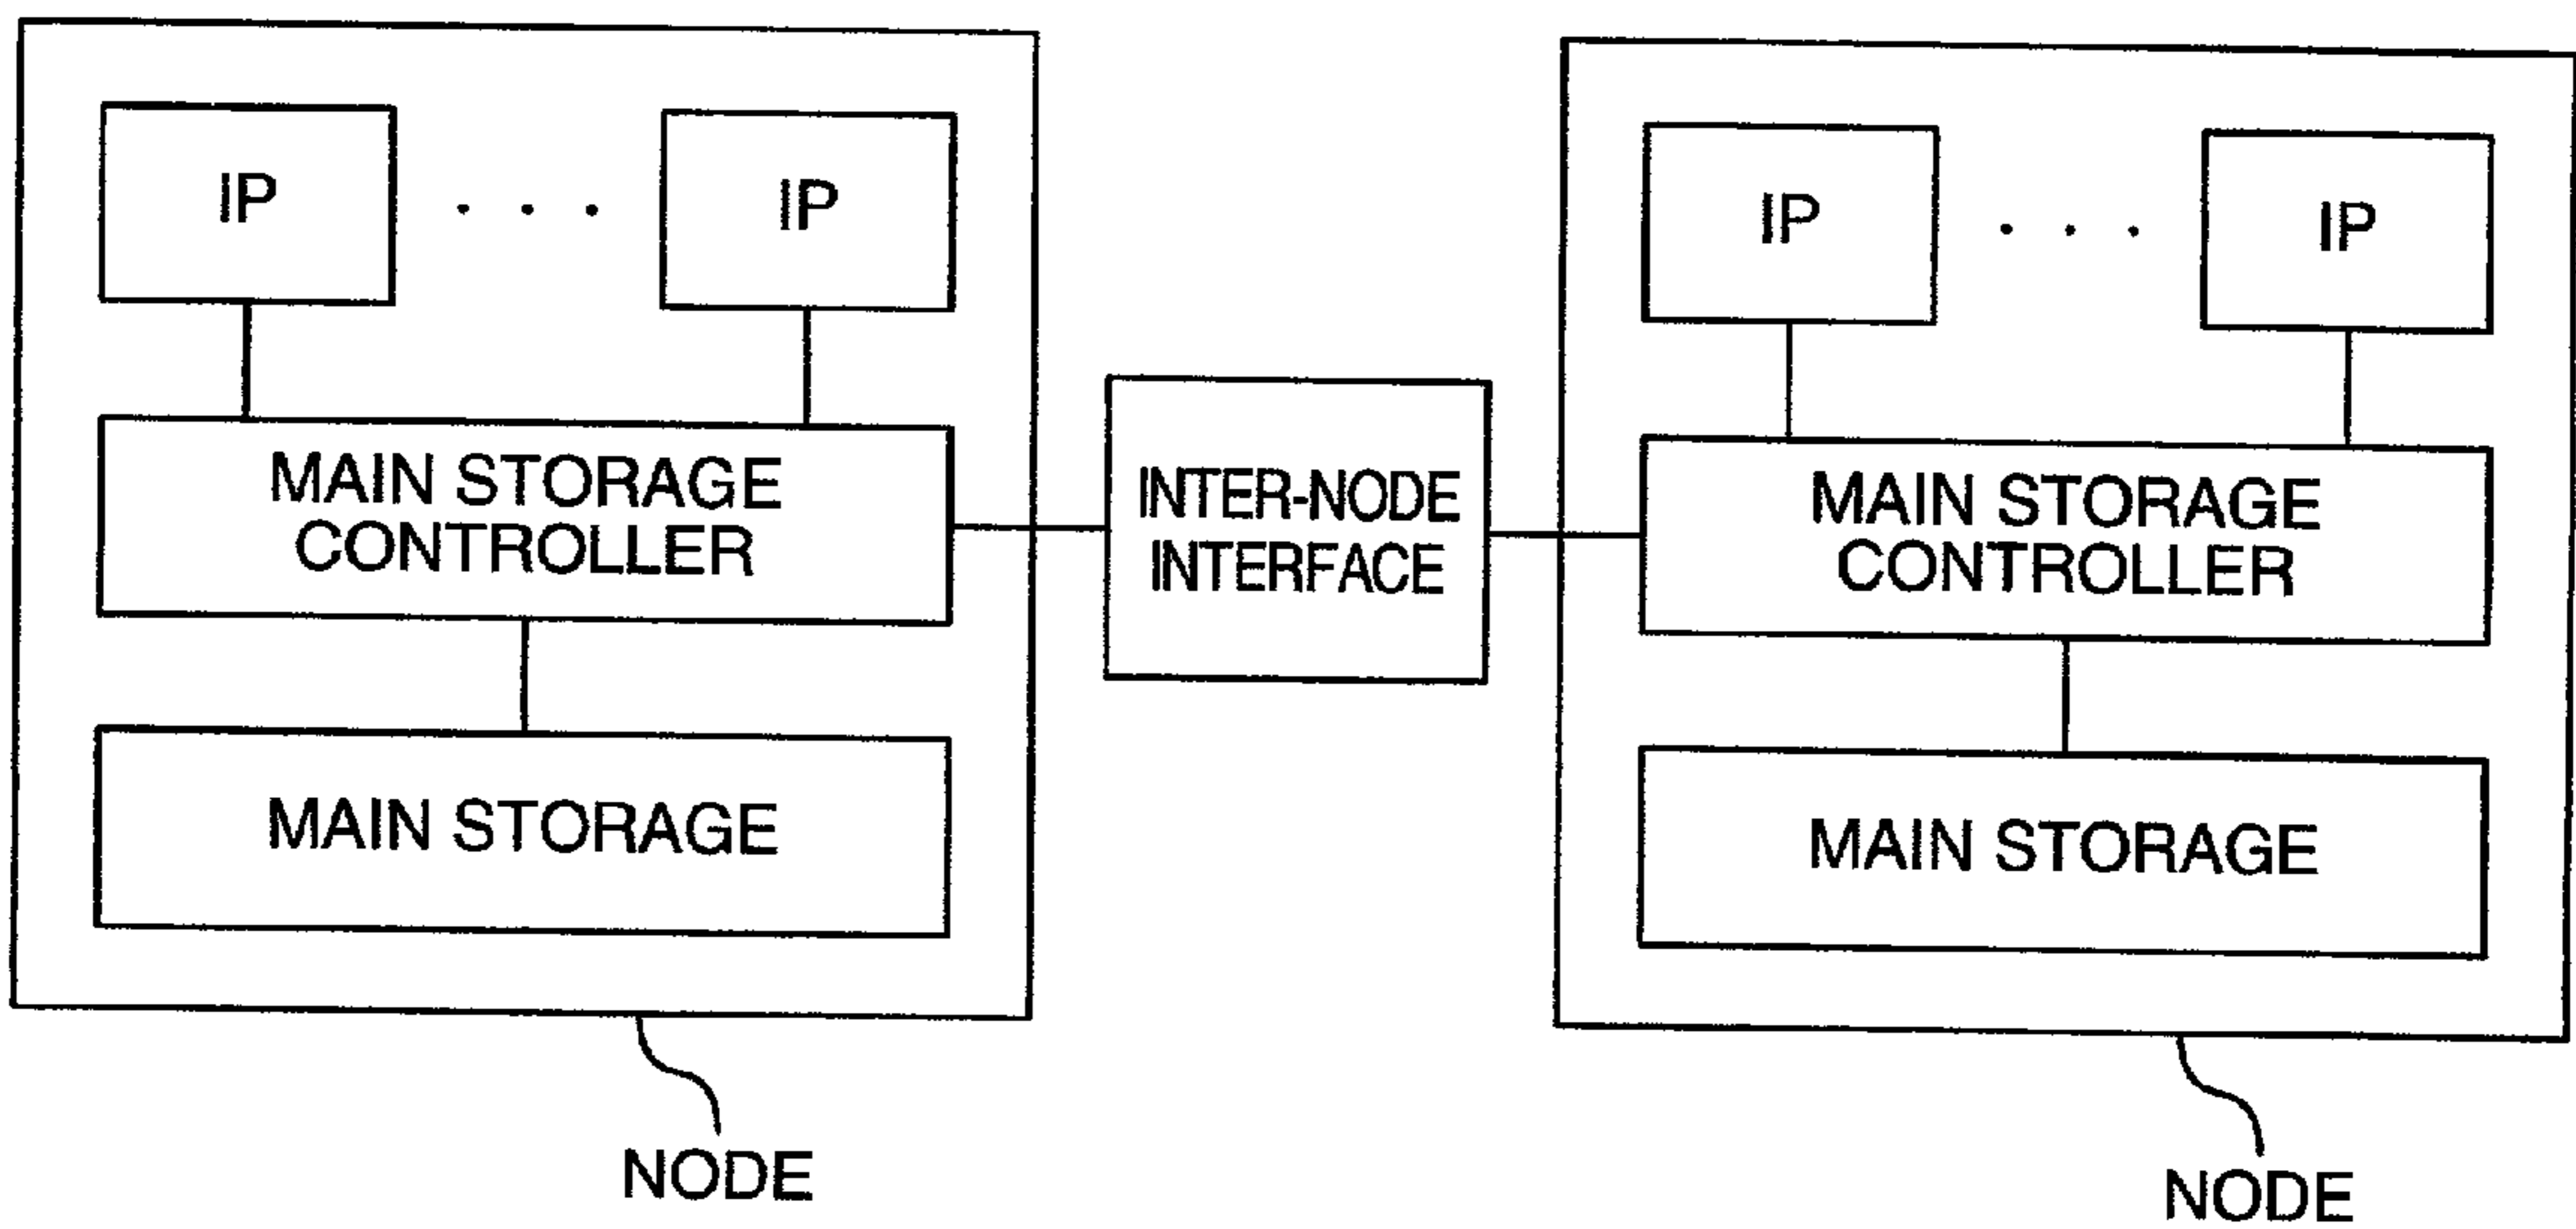 IP . . . IP
MAIN STORAGE
CONTROLLER
MAIN STORAGE
NODE
INTER-NODE
INTERFACE
IP . . . IP
MAIN STORAGE
CONTROLLER
MAIN STORAGE
NODE